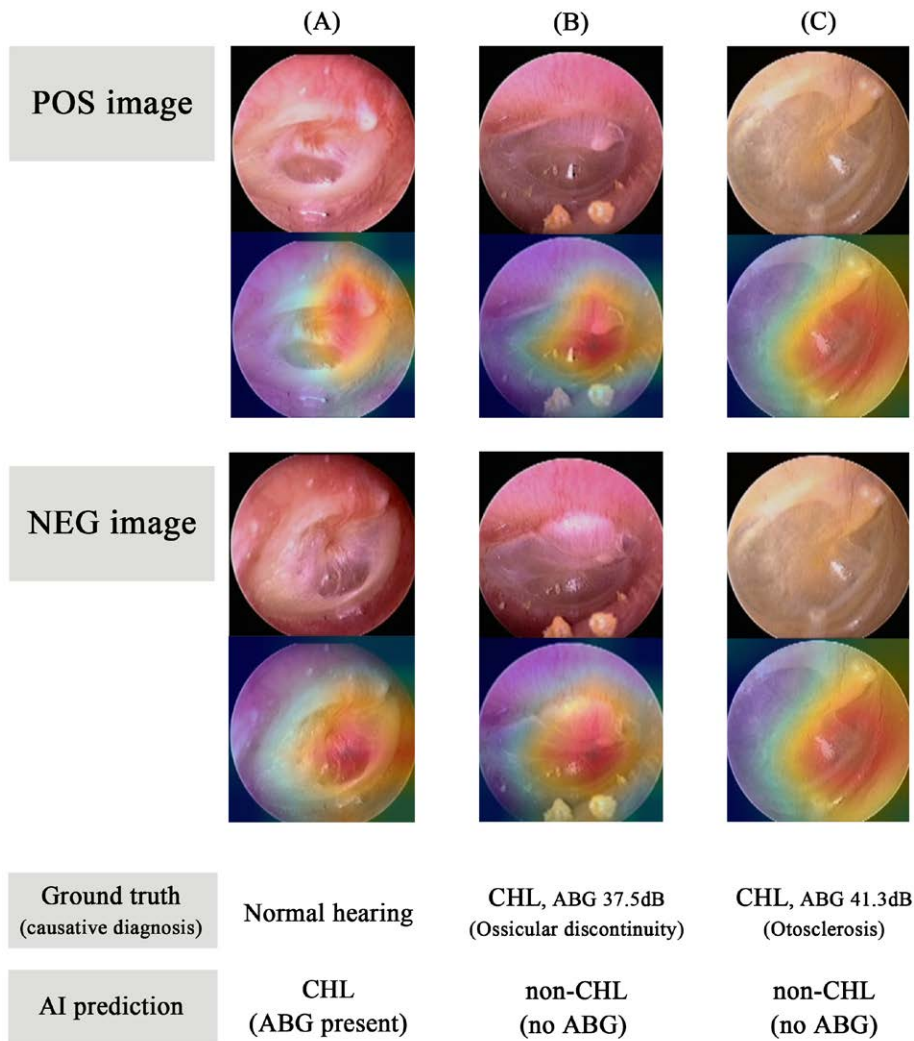 (A)
(B)
(C)
POS image
NEG image
Ground truth
(causative diagnosis)
Normal hearing
CHL, ABG 37.5dB
(Ossicular discontinuity)
CHL, ABG 41.3dB
(Otosclerosis)
AI prediction
CHL
(ABG present)
non-CHL
(no ABG)
non-CHL
(no ABG)